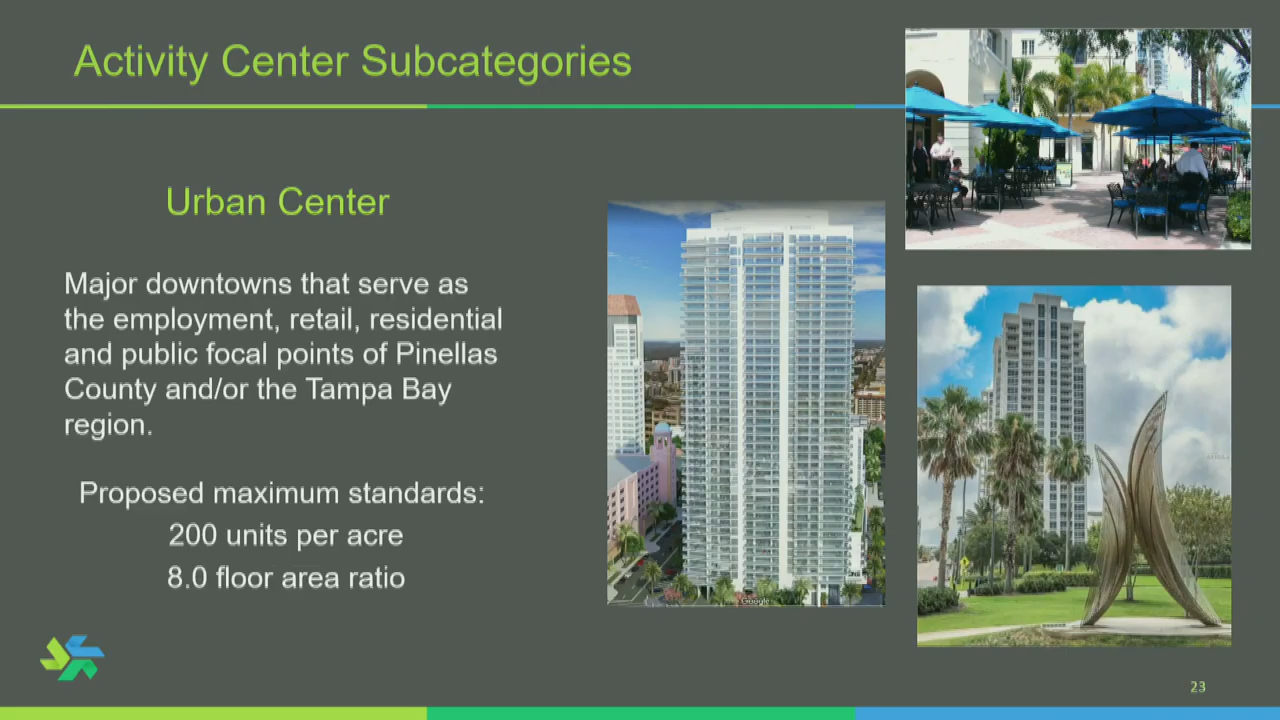 Activity Center Subcategories
Urban Center
Major downtowns that serve as
the employment, retail, residential
and public focal points of Pinellas
County and/or the Tampa Bay
region.
Proposed maximum standards:
200 units per acre
8.0 floor area ratio
Google
23